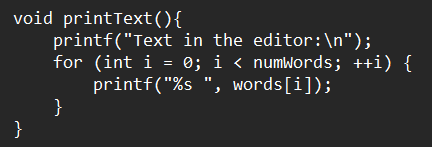 void printText(){
    printf("Text in the editor:\n");
    for (int i = 0; i < numWords; ++i) {
        printf("%s ", words[i]);
    }
}